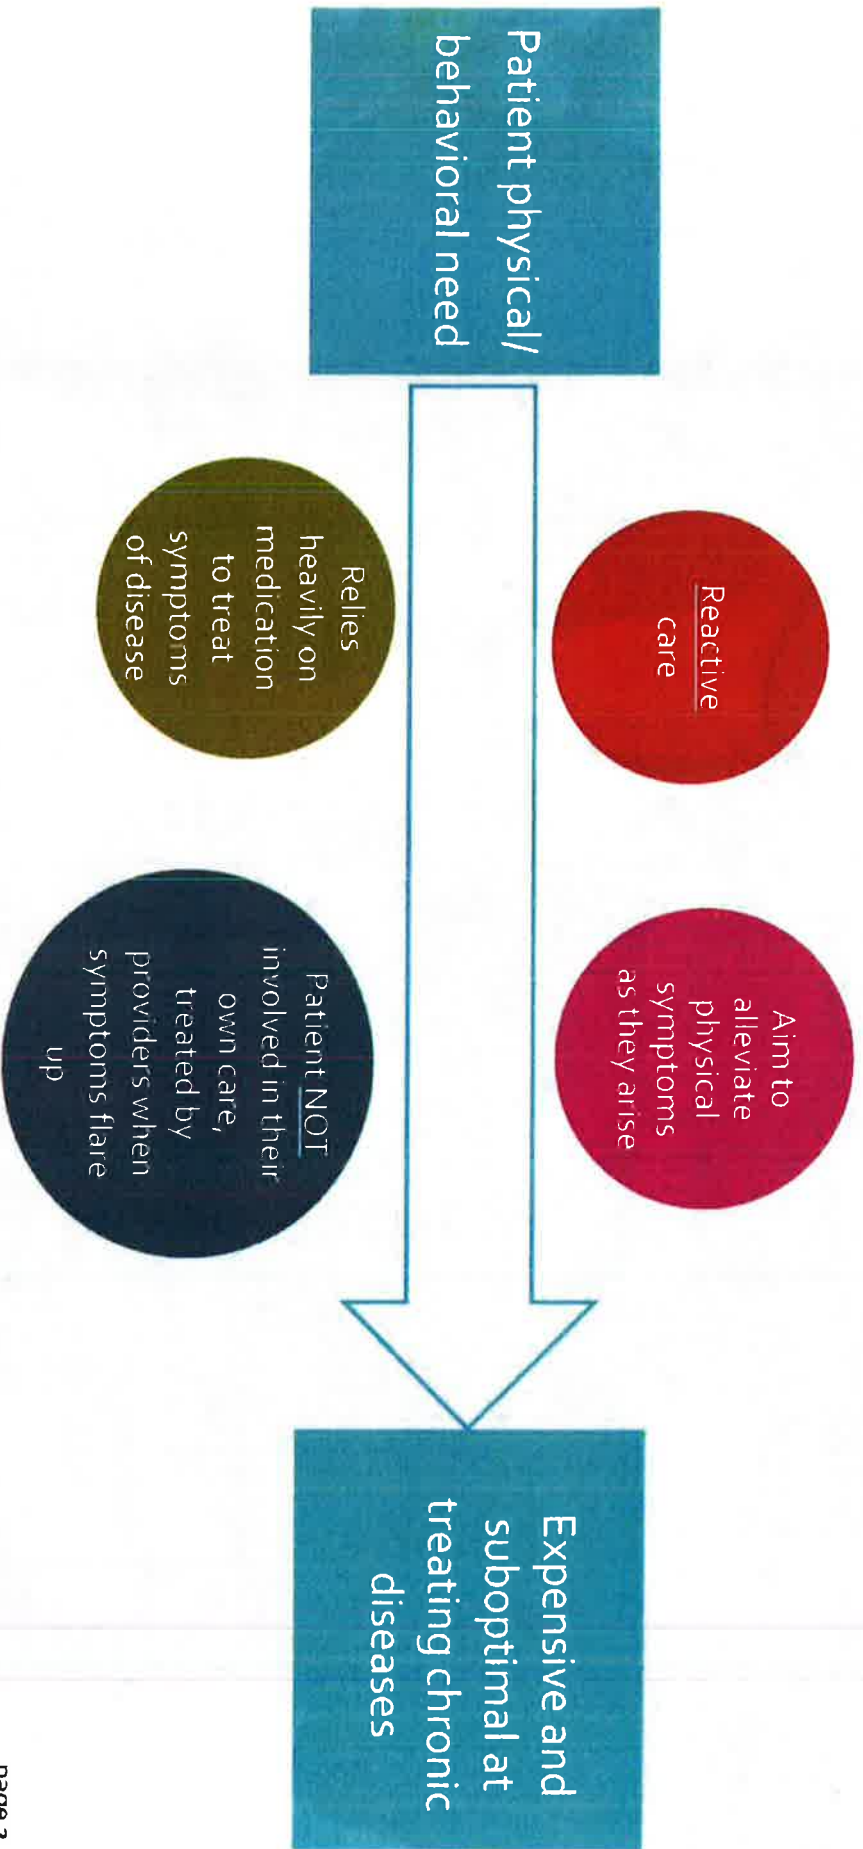 Patient physical/
behavioral need
Reactive
care
Aim to
alleviate
physical
symptoms
as they arise
Relies
heavily on
medication
to treat
symptoms
of disease
Patient NOT
involved in their
own care,
treated by
providers when
symptoms flare
up
Expensive and
suboptimal at
treating chronic
diseases
page